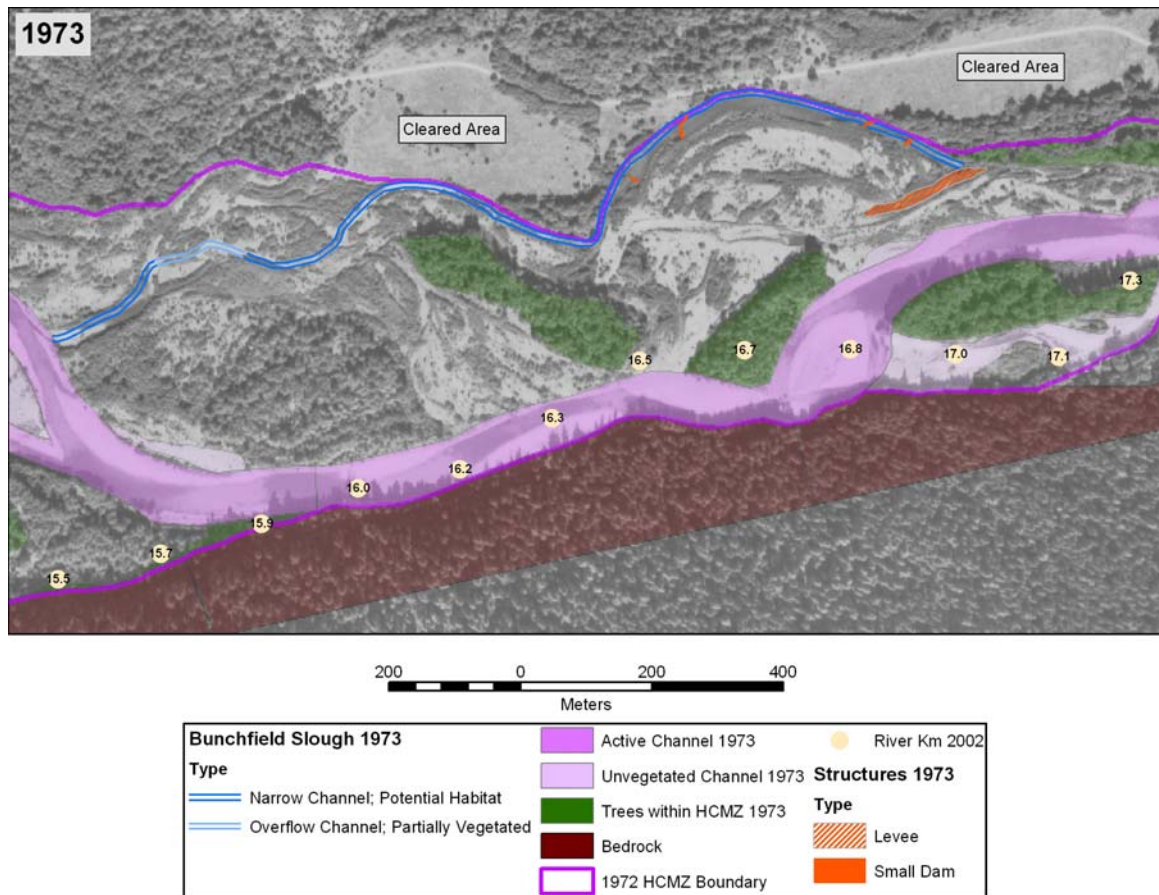 1973
Cleared Area
Cleared Area
17.3
16.5
16.7
16.8
17.0
17.1
16.3
16.2
16.0
15.9
15.7
15.5
200 0 200 400
Meters
Bunchfield Slough 1973
Type
Narrow Channel; Potential Habitat
Overflow Channel; Partially Vegetated
Active Channel 1973
Unvegetated Channel 1973
Trees within HCMZ 1973
Bedrock
1972 HCMZ Boundary
River Km 2002
Structures 1973
Type
Levee
Small Dam